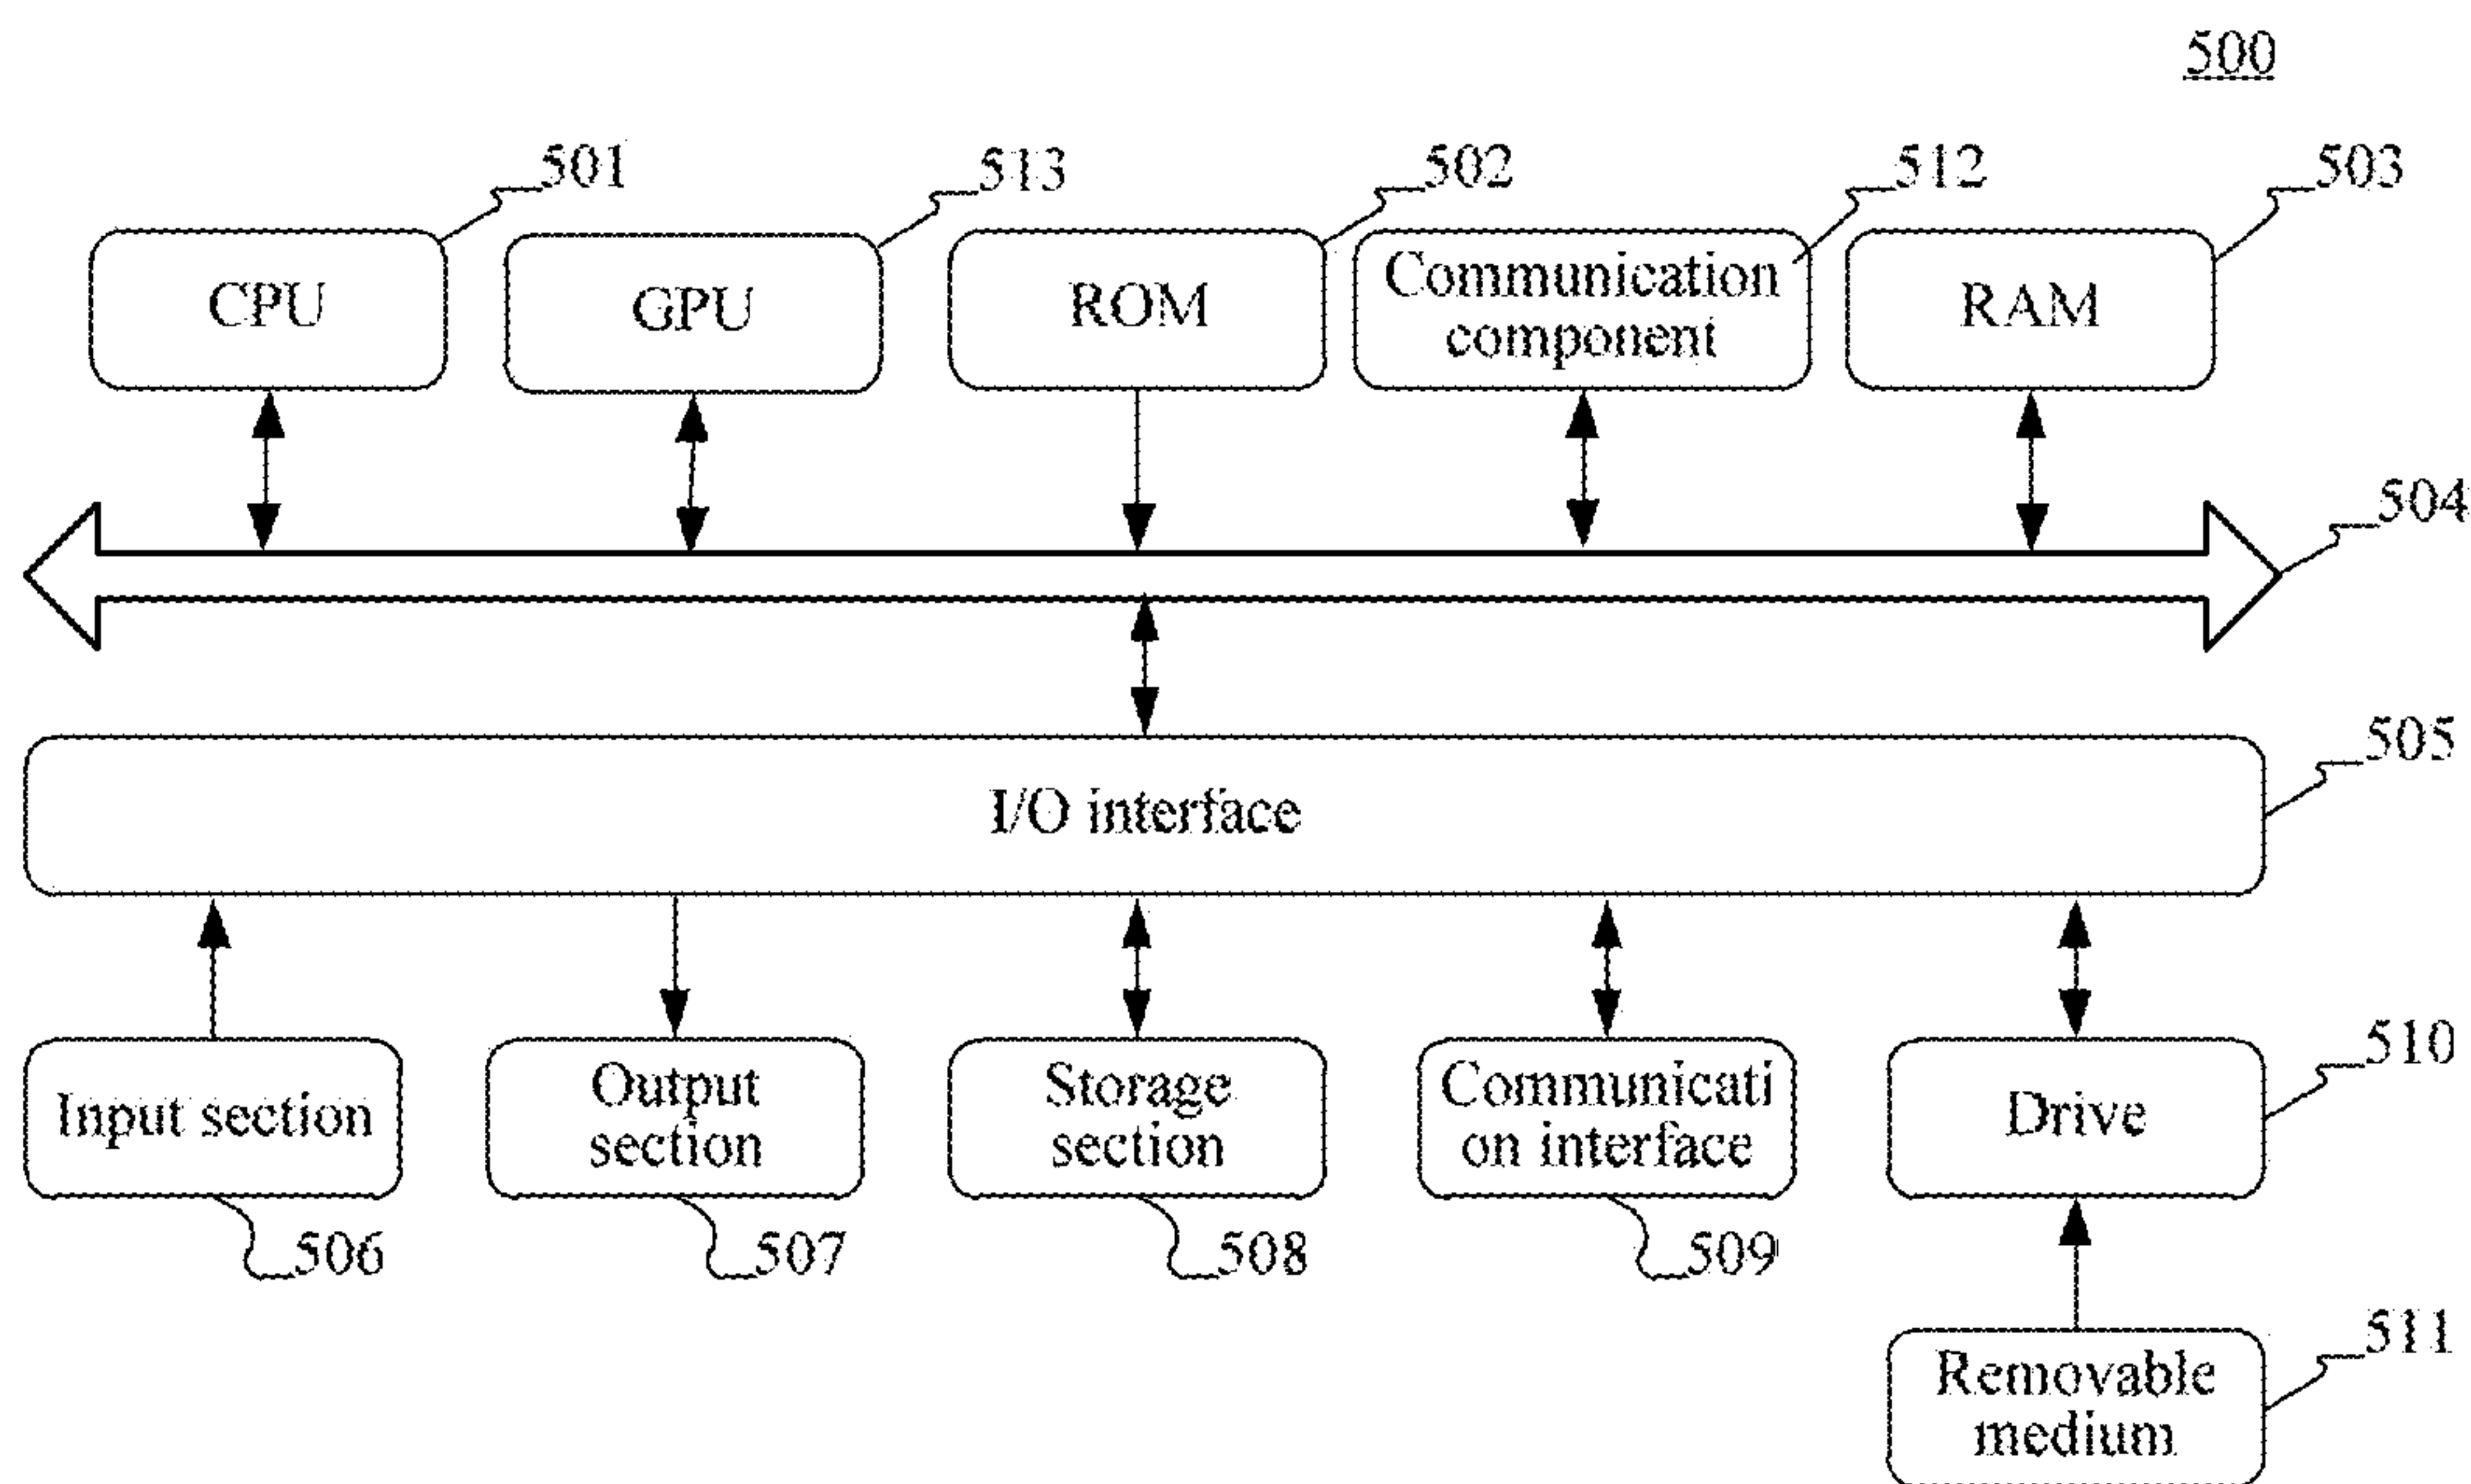 500
501
513
502
512
503
CPU
GPU
ROM
Communication
component
RAM
504
505
I/O interface
510
Input section
Output
section
Storage
section
Communicati
on interface
Drive
506
507
508
509
511
Removable
medium